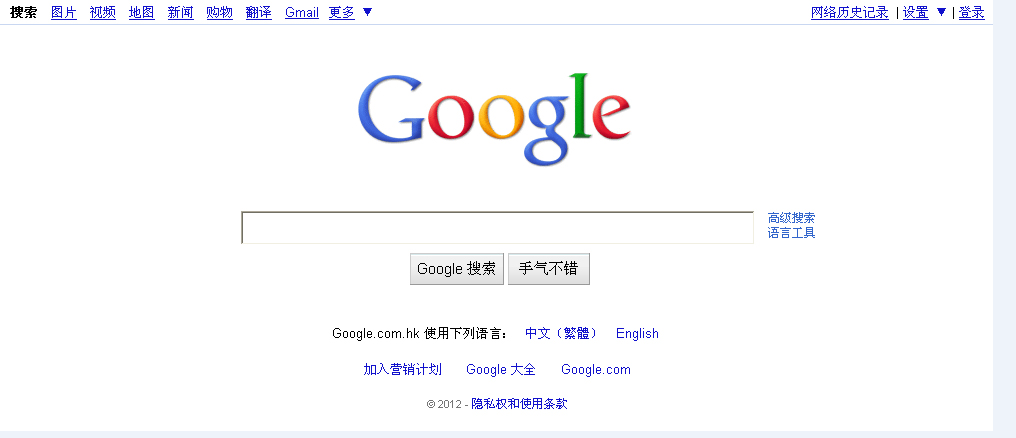 搜索 图片 视频 地图 新闻 购物 翻译 Gmail 更多 ▼ 网络历史记录 | 设置 ▼ | 登录
Google
高级搜索
语言工具
Google 搜索 手气不错
Google.com.hk 使用下列语言： 中文（繁體） English
加入营销计划 Google 大全 Google.com
© 2012 - 隐私权和使用条款